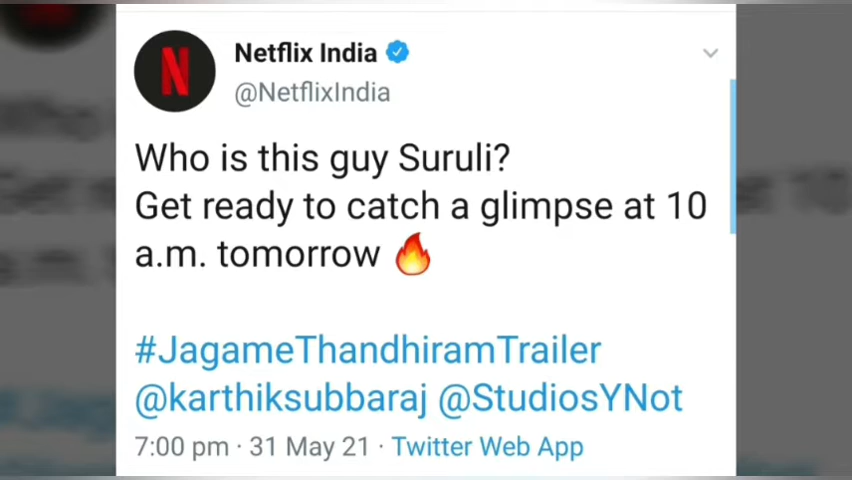 Netflix India
@NetflixIndia
Who is this guy Suruli?
Get ready to catch a glimpse at 10
a.m. tomorrow 🔥
#JagameThandhiramTrailer
@karthiksubbaraj @StudiosYNot
7:00 pm · 31 May 21 · Twitter Web App